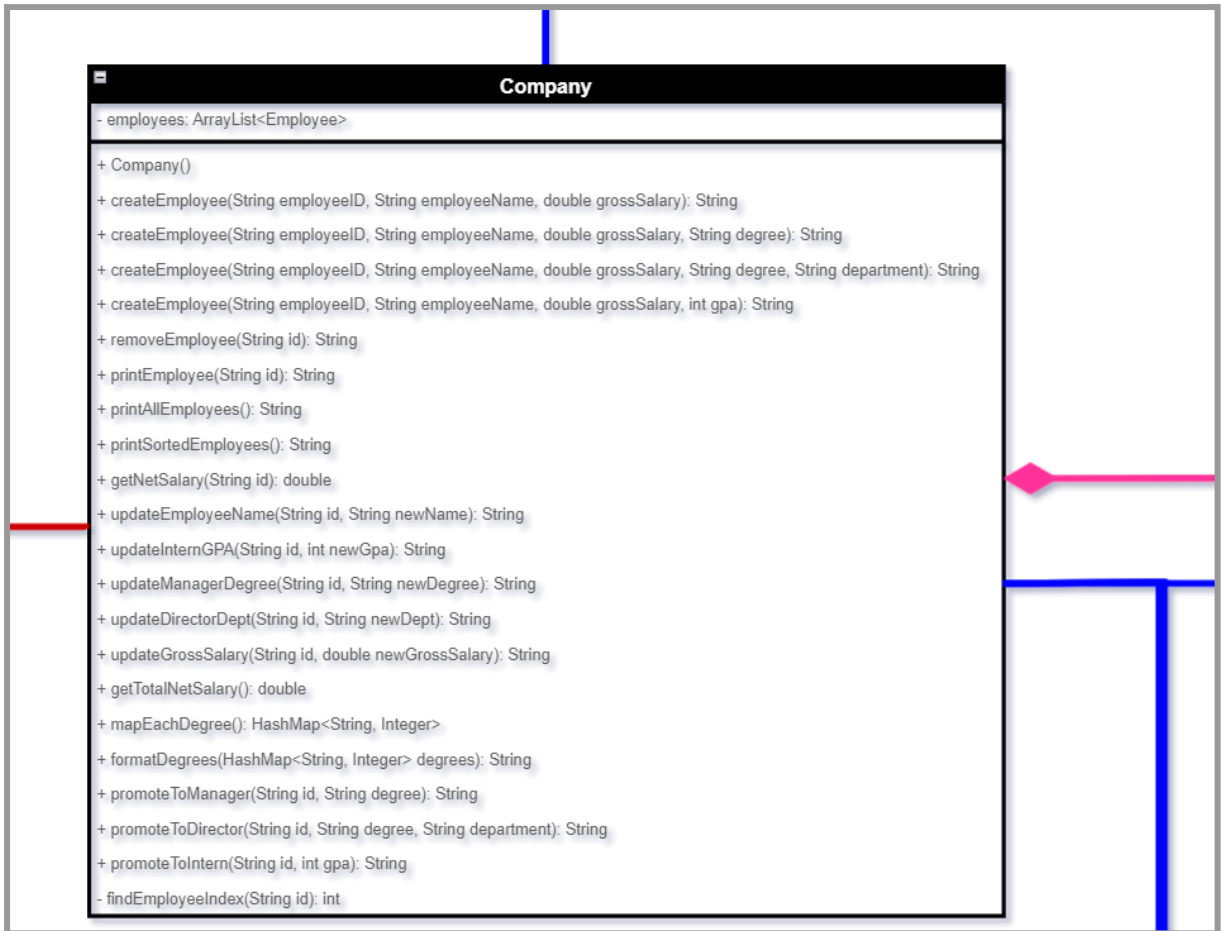 Company
- employees: ArrayList<Employee>
+ Company()
+ createEmployee(String employeeID, String employeeName, double grossSalary): String
+ createEmployee(String employeeID, String employeeName, double grossSalary, String degree): String
+ createEmployee(String employeeID, String employeeName, double grossSalary, String degree, String department): String
+ createEmployee(String employeeID, String employeeName, double grossSalary, int gpa): String
+ removeEmployee(String id): String
+ printEmployee(String id): String
+ printAllEmployees(): String
+ printSortedEmployees(): String
+ getNetSalary(String id): double
+ updateEmployeeName(String id, String newName): String
+ updateInternGPA(String id, int newGpa): String
+ updateManagerDegree(String id, String newDegree): String
+ updateDirectorDept(String id, String newDept): String
+ updateGrossSalary(String id, double newGrossSalary): String
+ getTotalNetSalary(): double
+ mapEachDegree(): HashMap<String, Integer>
+ formatDegrees(HashMap<String, Integer> degrees): String
+ promoteToManager(String id, String degree): String
+ promoteToDirector(String id, String degree, String department): String
+ promoteToIntern(String id, int gpa): String
- findEmployeeIndex(String id): int